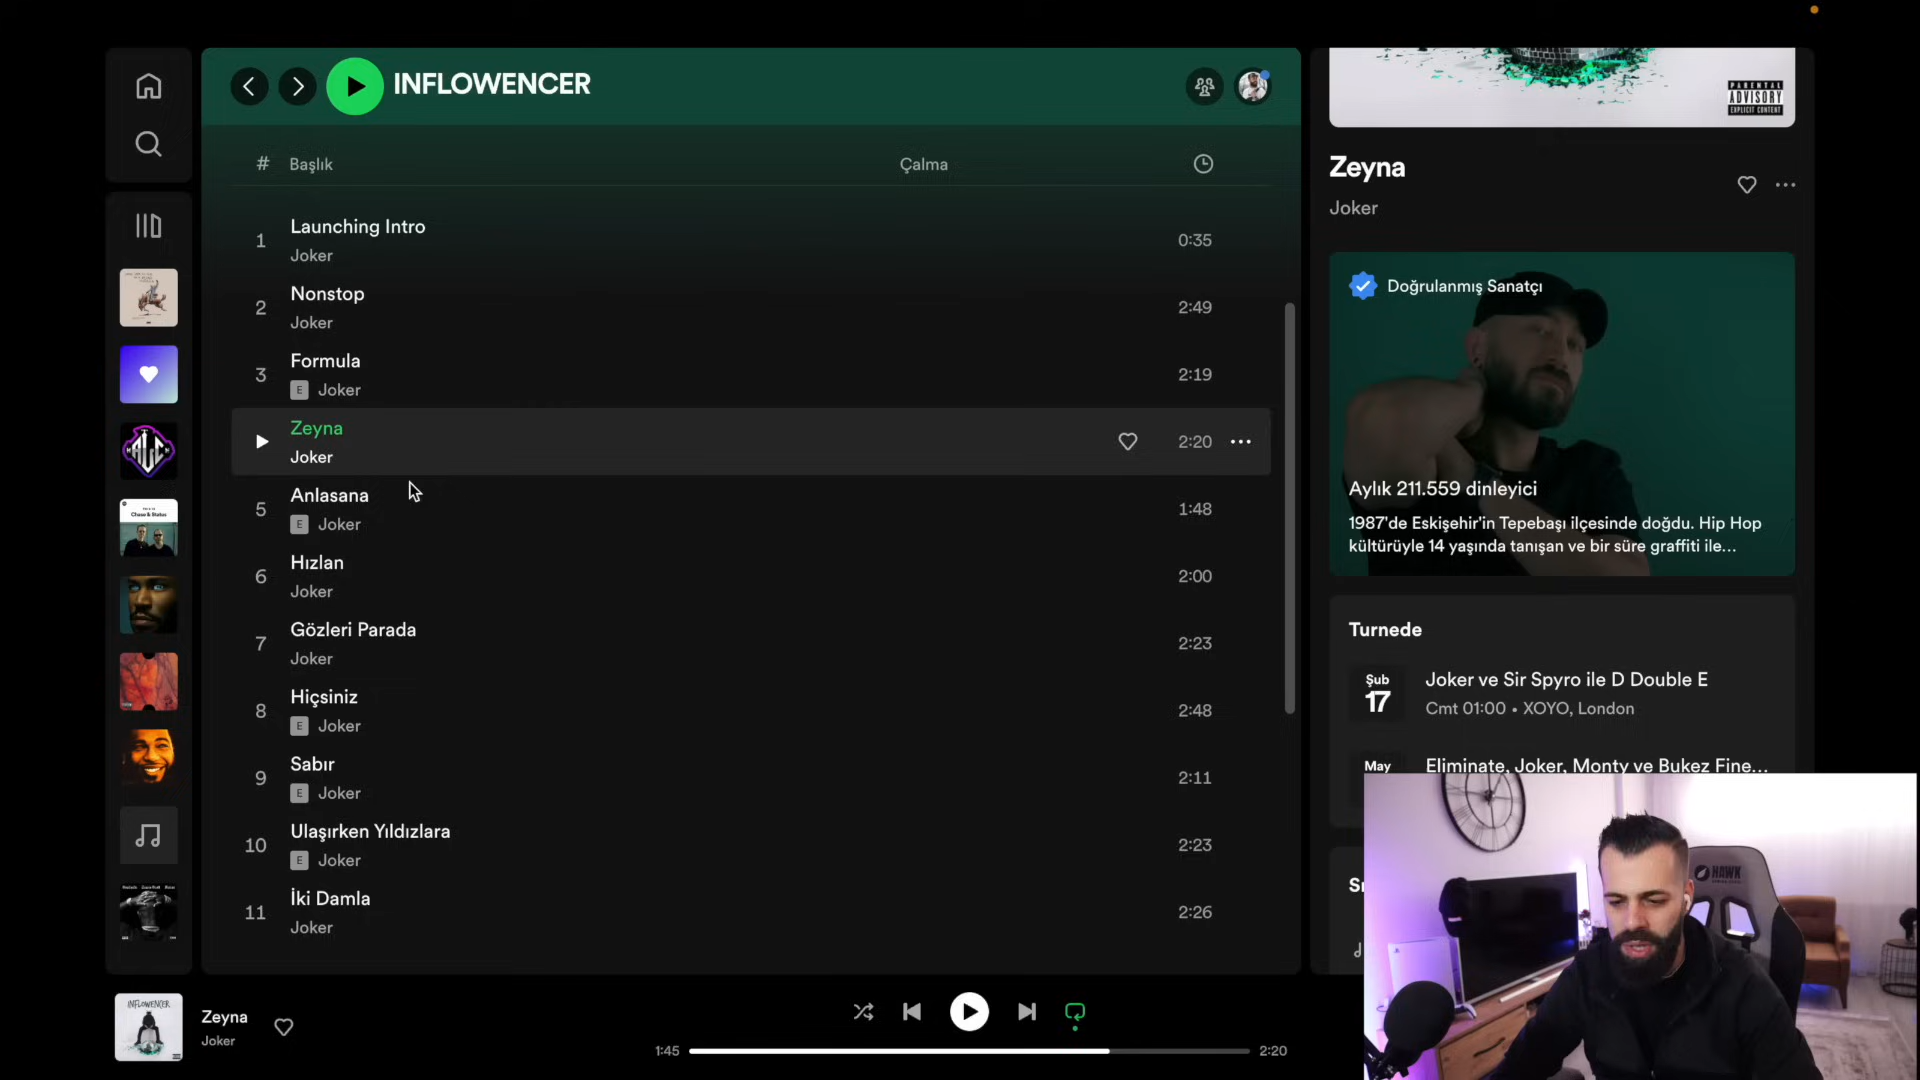 INFLOWENCER
# Başlık Çalma
1 Launching Intro 0:35
Joker
2 Nonstop 2:49
Joker
3 Formula 2:19
E Joker
Zeyna 2:20
Joker
5 Anlasana 1:48
E Joker
6 Hızlan 2:00
Joker
7 Gözleri Parada 2:23
Joker
8 Hiçsiniz 2:48
E Joker
9 Sabır 2:11
E Joker
10 Ulaşırken Yıldızlara 2:23
E Joker
11 İki Damla 2:26
Joker
PARENTAL
ADVISORY
EXPLICIT CONTENT
Zeyna
Joker
Doğrulanmış Sanatçı
Aylık 211.559 dinleyici
1987'de Eskişehir'in Tepebaşı ilçesinde doğdu. Hip Hop
kültürüyle 14 yaşında tanışan ve bir süre graffiti ile...
Turnede
Şub
17
Joker ve Sir Spyro ile D Double E
Cmt 01:00 • XOYO, London
May
Eliminate, Joker, Monty ve Bukez Fine...
HAWK
Chase & Status
INFLOWENCER
Zeyna
Joker
1:45
2:20